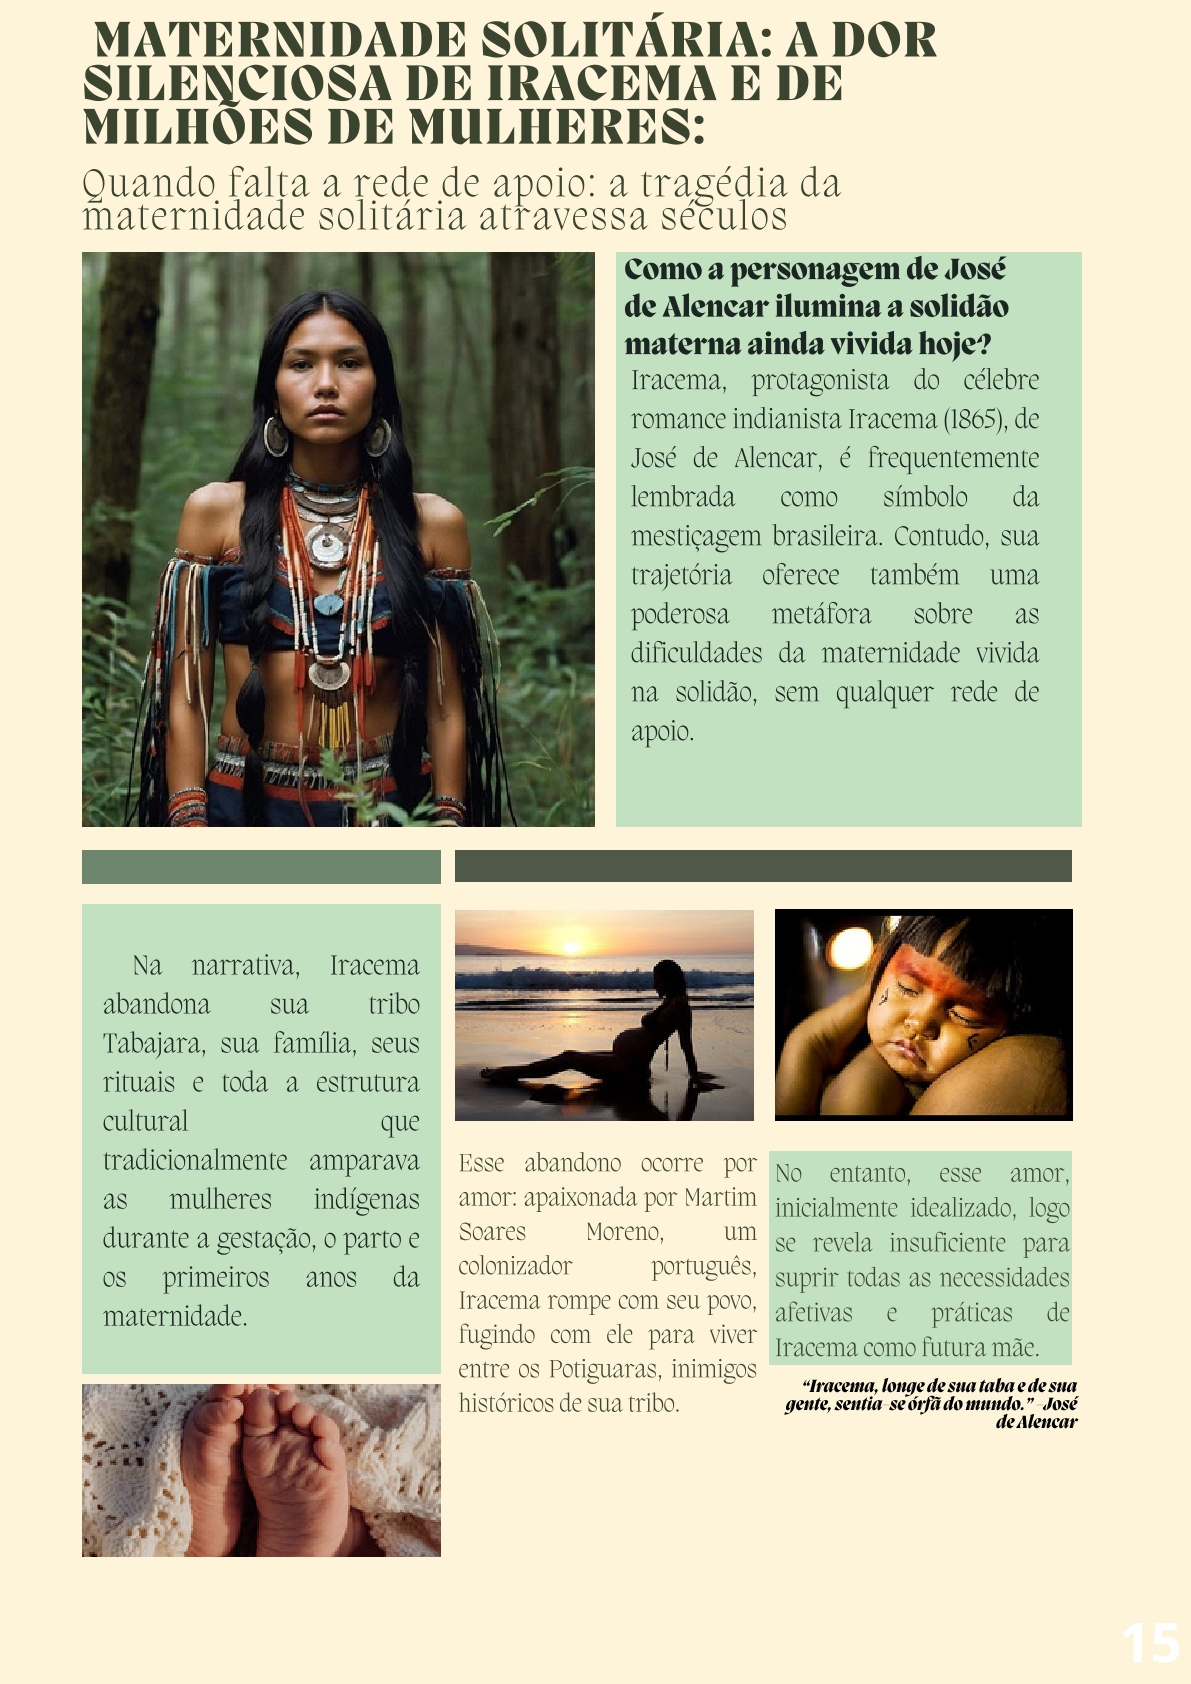 MATERNIDADE SOLITÁRIA: A DOR
SILENCIOSA DE IRACEMA E DE
MILHÕES DE MULHERES:
Quando falta a rede de apoio: a tragédia da
maternidade solitária atravessa séculos
Como a personagem de José
de Alencar ilumina a solidão
materna ainda vivida hoje?
Iracema, protagonista do célebre
romance indianista Iracema (1865), de
José de Alencar, é frequentemente
lembrada como símbolo da
mestiçagem brasileira. Contudo, sua
trajetória oferece também uma
poderosa metáfora sobre as
dificuldades da maternidade vivida
na solidão, sem qualquer rede de
apoio.
Na narrativa, Iracema
abandona sua tribo
Tabajara, sua família, seus
rituais e toda a estrutura
cultural que
tradicionalmente amparava
as mulheres indígenas
durante a gestação, o parto e
os primeiros anos da
maternidade.
Esse abandono ocorre por
amor: apaixonada por Martim
Soares Moreno, um
colonizador português,
Iracema rompe com seu povo,
fugindo com ele para viver
entre os Potiguaras, inimigos
históricos de sua tribo.
No entanto, esse amor,
inicialmente idealizado, logo
se revela insuficiente para
suprir todas as necessidades
afetivas e práticas de
Iracema como futura mãe.
“Iracema, longe de sua taba e de sua
gente, sentia-se órfã do mundo.” -José
de Alencar
15